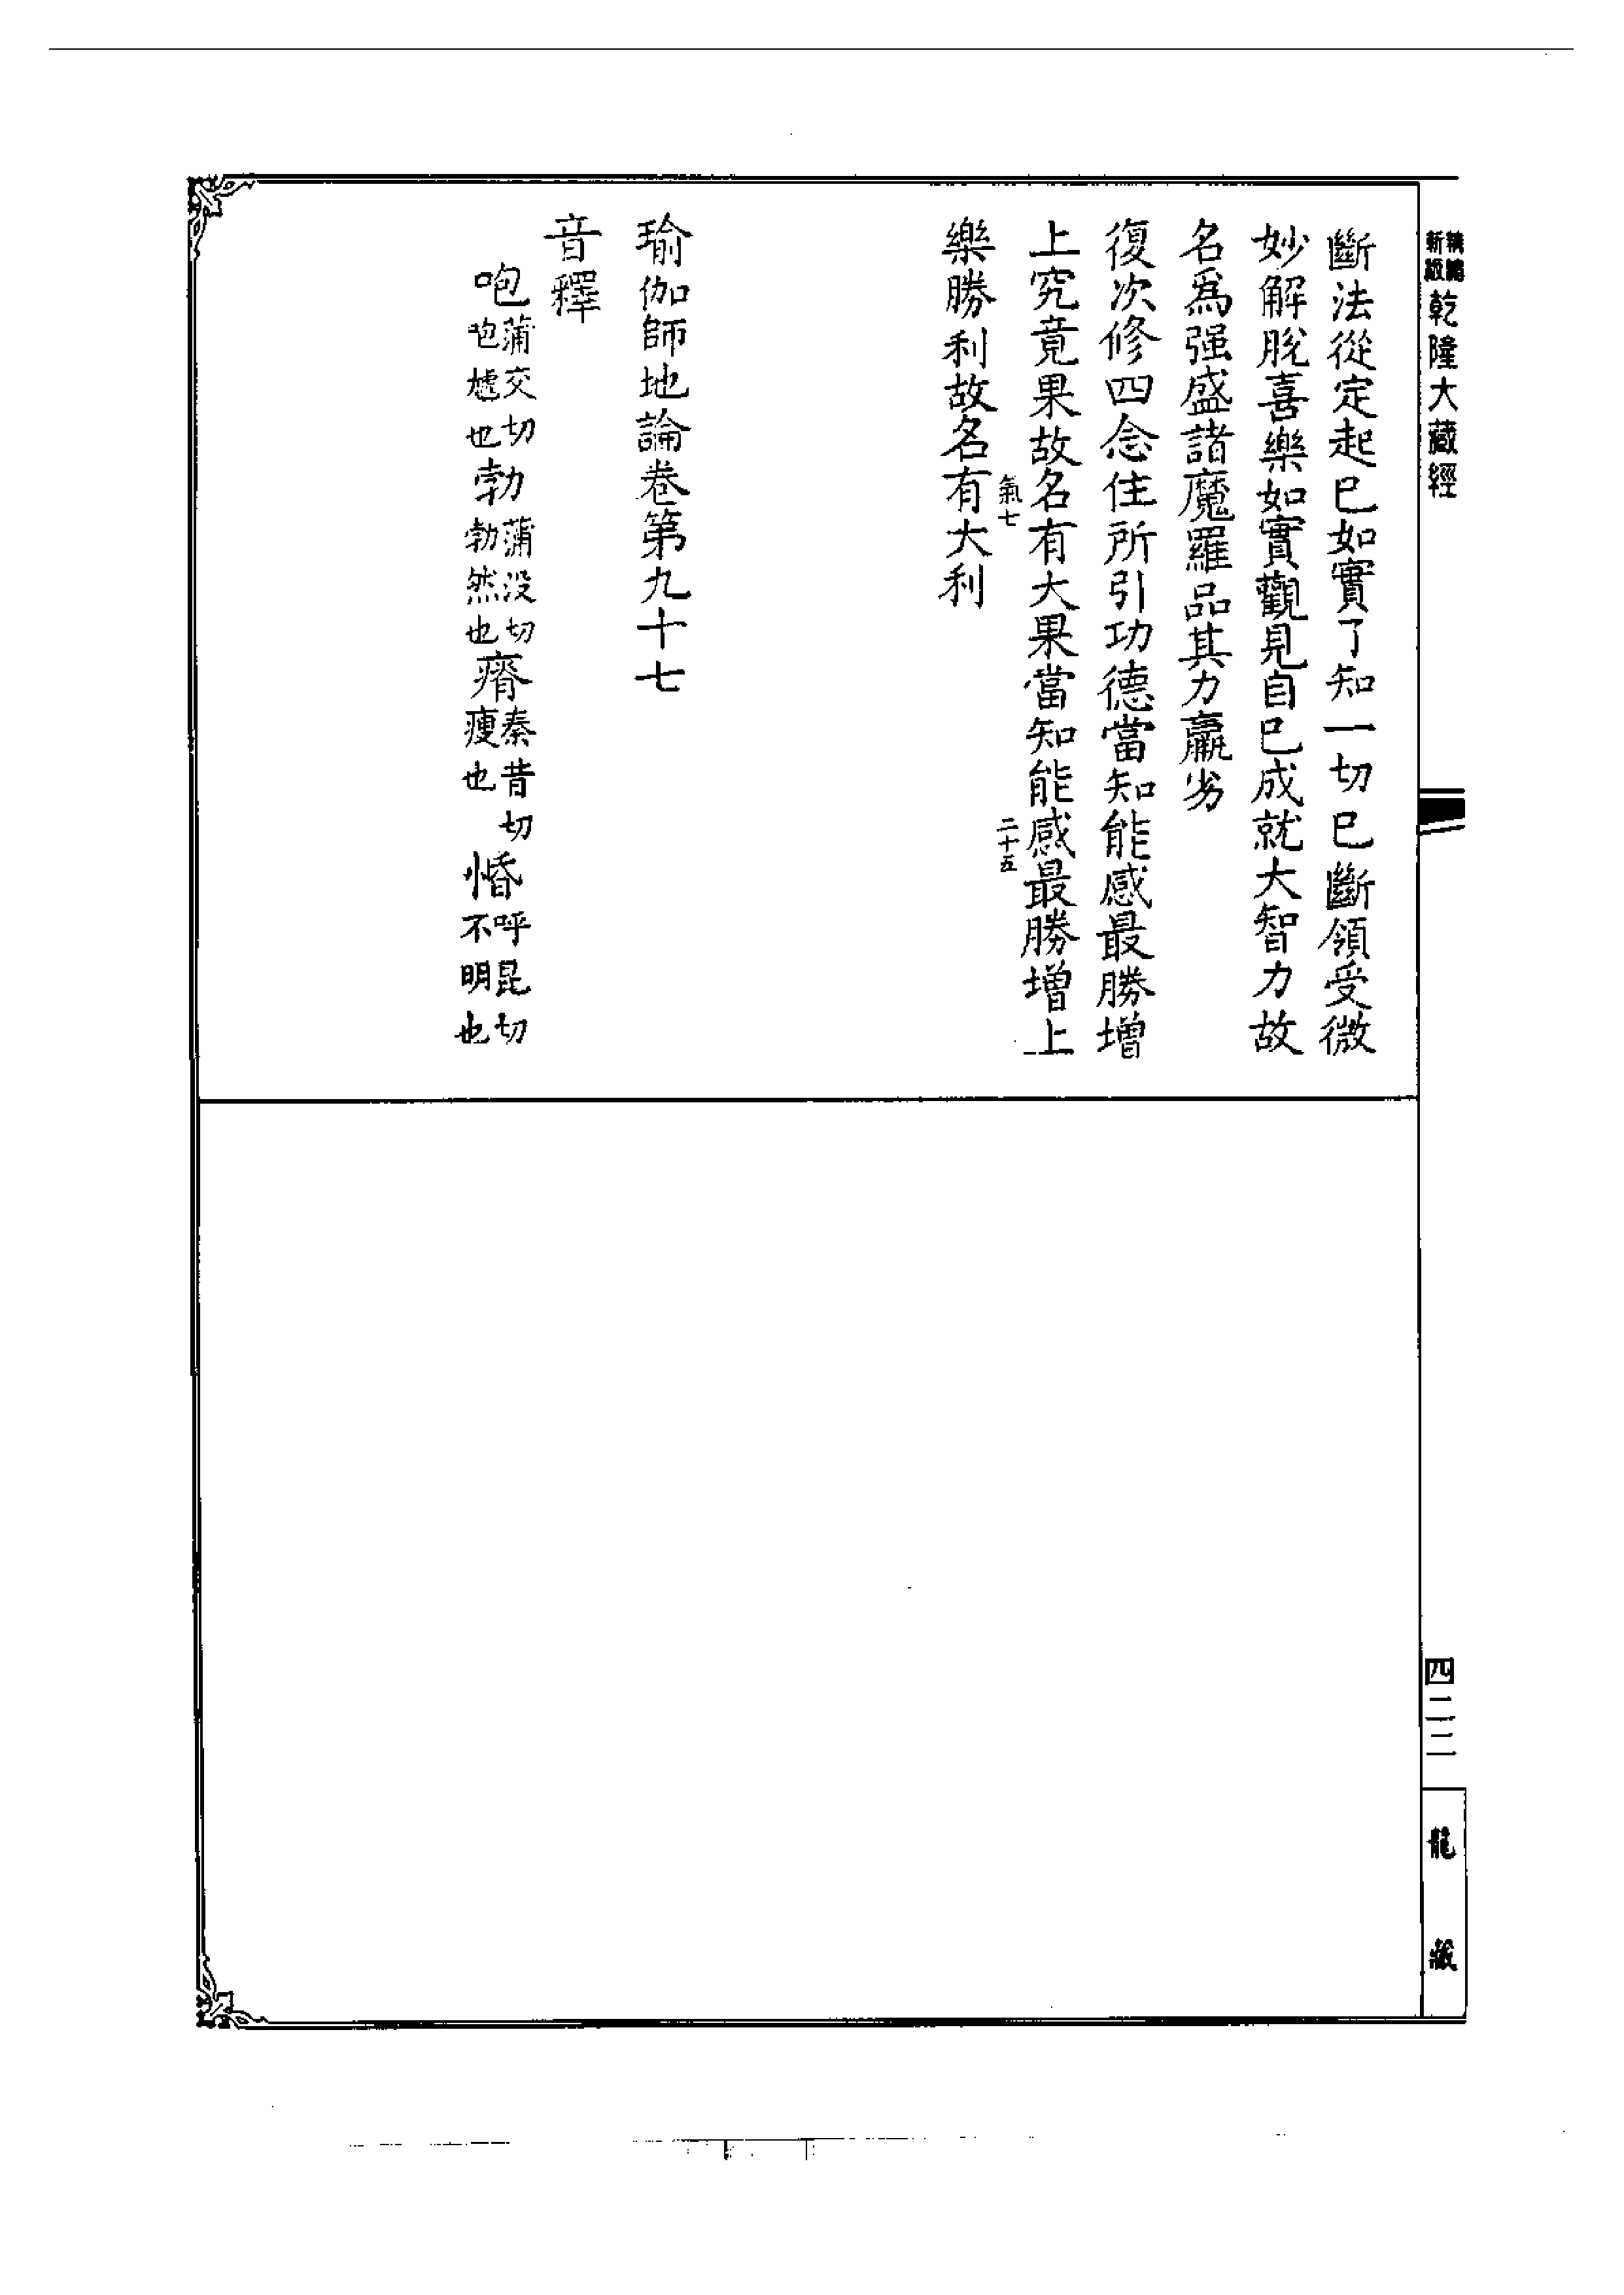 精縮新版 乾隆大藏經
斷法從定起已如實了知一切已斷領受微
妙解脫喜樂如實觀見自已成就大智力故
名爲强盛諸魔羅品其力羸劣
復次修四念住所引功德當知能感最勝增
上究竟果故名有大果當知能感最勝增上
氣七 二十五
樂勝利故名有大利
瑜伽師地論卷第九十七
音釋
咆蒲交切咆 也勃蒲没切勃然也瘠秦昔切瘦也惛呼昆切不明也
四二二
龍藏